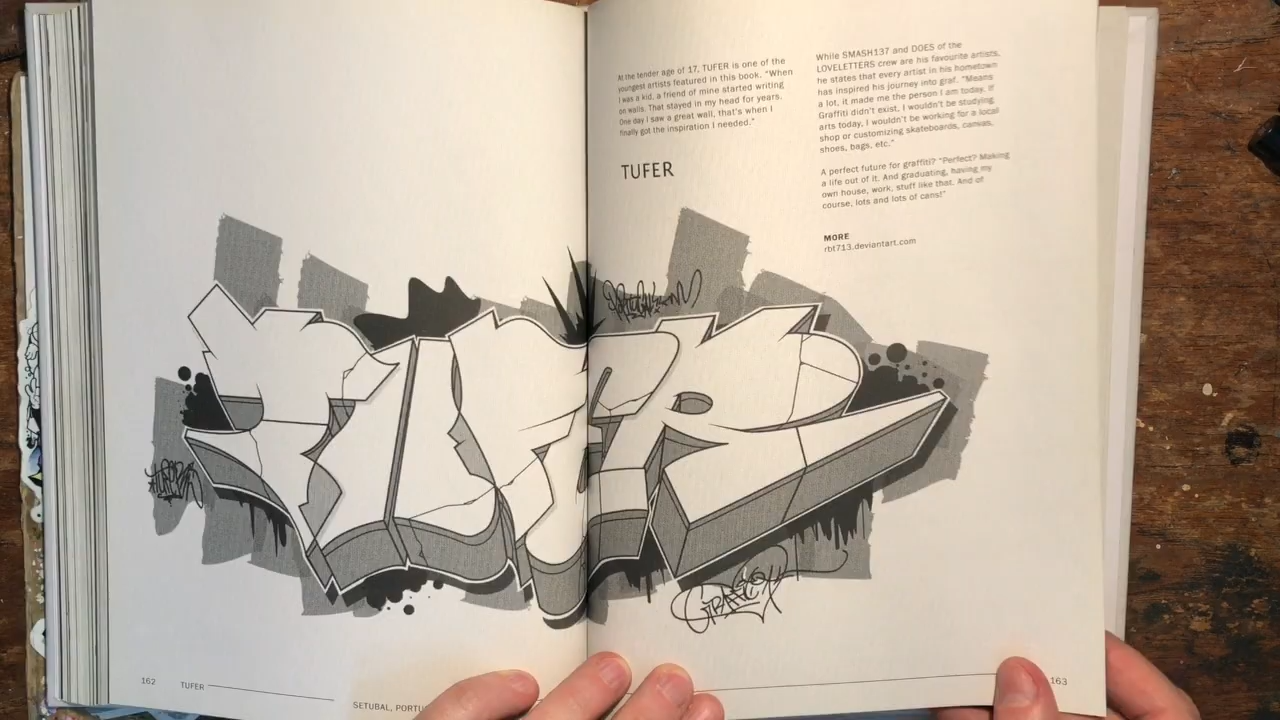 At the tender age of 17, TUFER is one of the
youngest artists featured in this book. "When
I was a kid, a friend of mine started writing
on walls. That stayed in my head for years.
One day I saw a great wall, that's when I
finally got the inspiration I needed."
TUFER
While SMASH137 and DOES of the
LOVELETTERS crew are his favourite artists,
he states that every artist in his hometown
has inspired his journey into graf. "Means
a lot, it made me the person I am today. If
Graffiti didn't exist, I wouldn't be studying
arts today, I wouldn't be working for a local
shop or customizing skateboards, canvas,
shoes, bags, etc."
A perfect future for graffiti? "Perfect? Making
a life out of it. And graduating, having my
own house, work, stuff like that. And of
course, lots and lots of cans!"
MORE
rbt713.deviantart.com
TUFER
162 TUFER
SETUBAL, PORTU
163